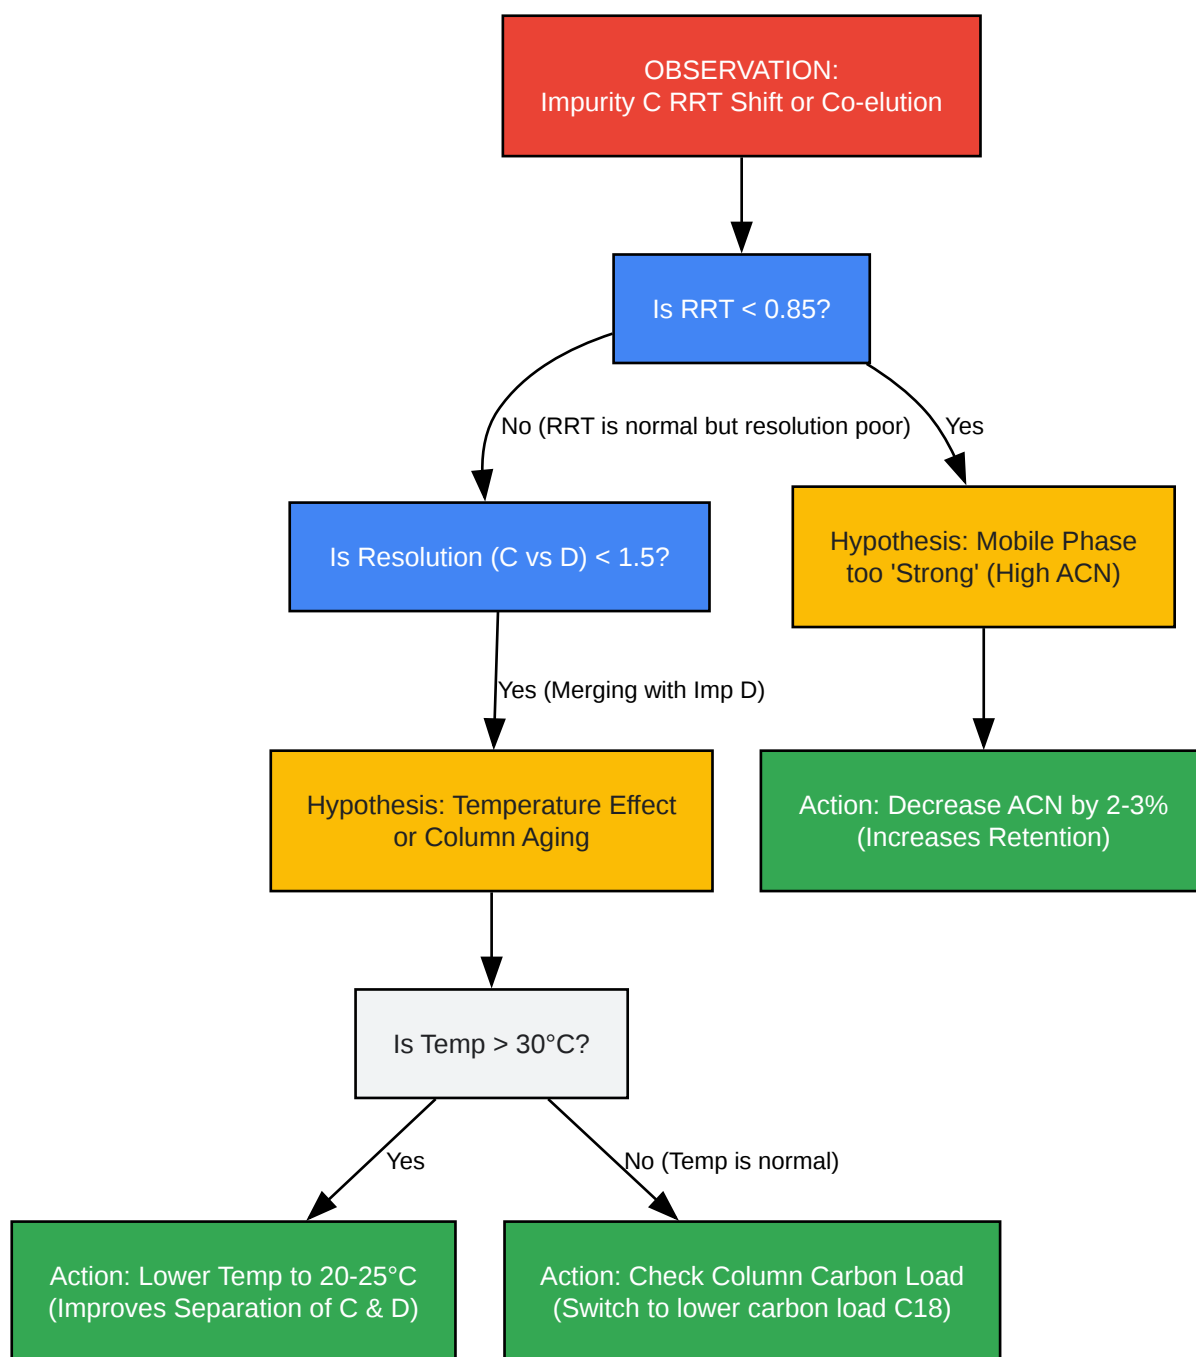 OBSERVATION:
Impurity C RRT Shift or Co-elution
Is RRT < 0.85?
No (RRT is normal but resolution poor)
Yes
Is Resolution (C vs D) < 1.5?
Hypothesis: Mobile Phase
too 'Strong' (High ACN)
Yes (Merging with Imp D)
Hypothesis: Temperature Effect
or Column Aging
Action: Decrease ACN by 2-3%
(Increases Retention)
Is Temp > 30°C?
Yes
No (Temp is normal)
Action: Lower Temp to 20-25°C
(Improves Separation of C & D)
Action: Check Column Carbon Load
(Switch to lower carbon load C18)